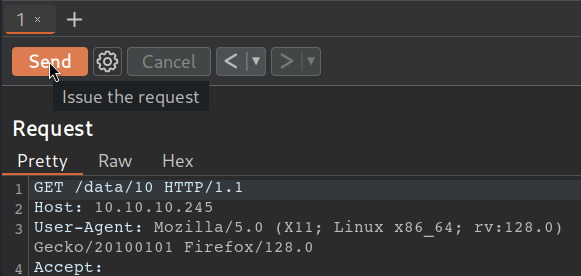 1 × +
Send Cancel < ▼ > ▼
Issue the request
Request
Pretty Raw Hex
1 GET /data/10 HTTP/1.1
2 Host: 10.10.10.245
3 User-Agent: Mozilla/5.0 (X11; Linux x86_64; rv:128.0)
Gecko/20100101 Firefox/128.0
4 Accept: